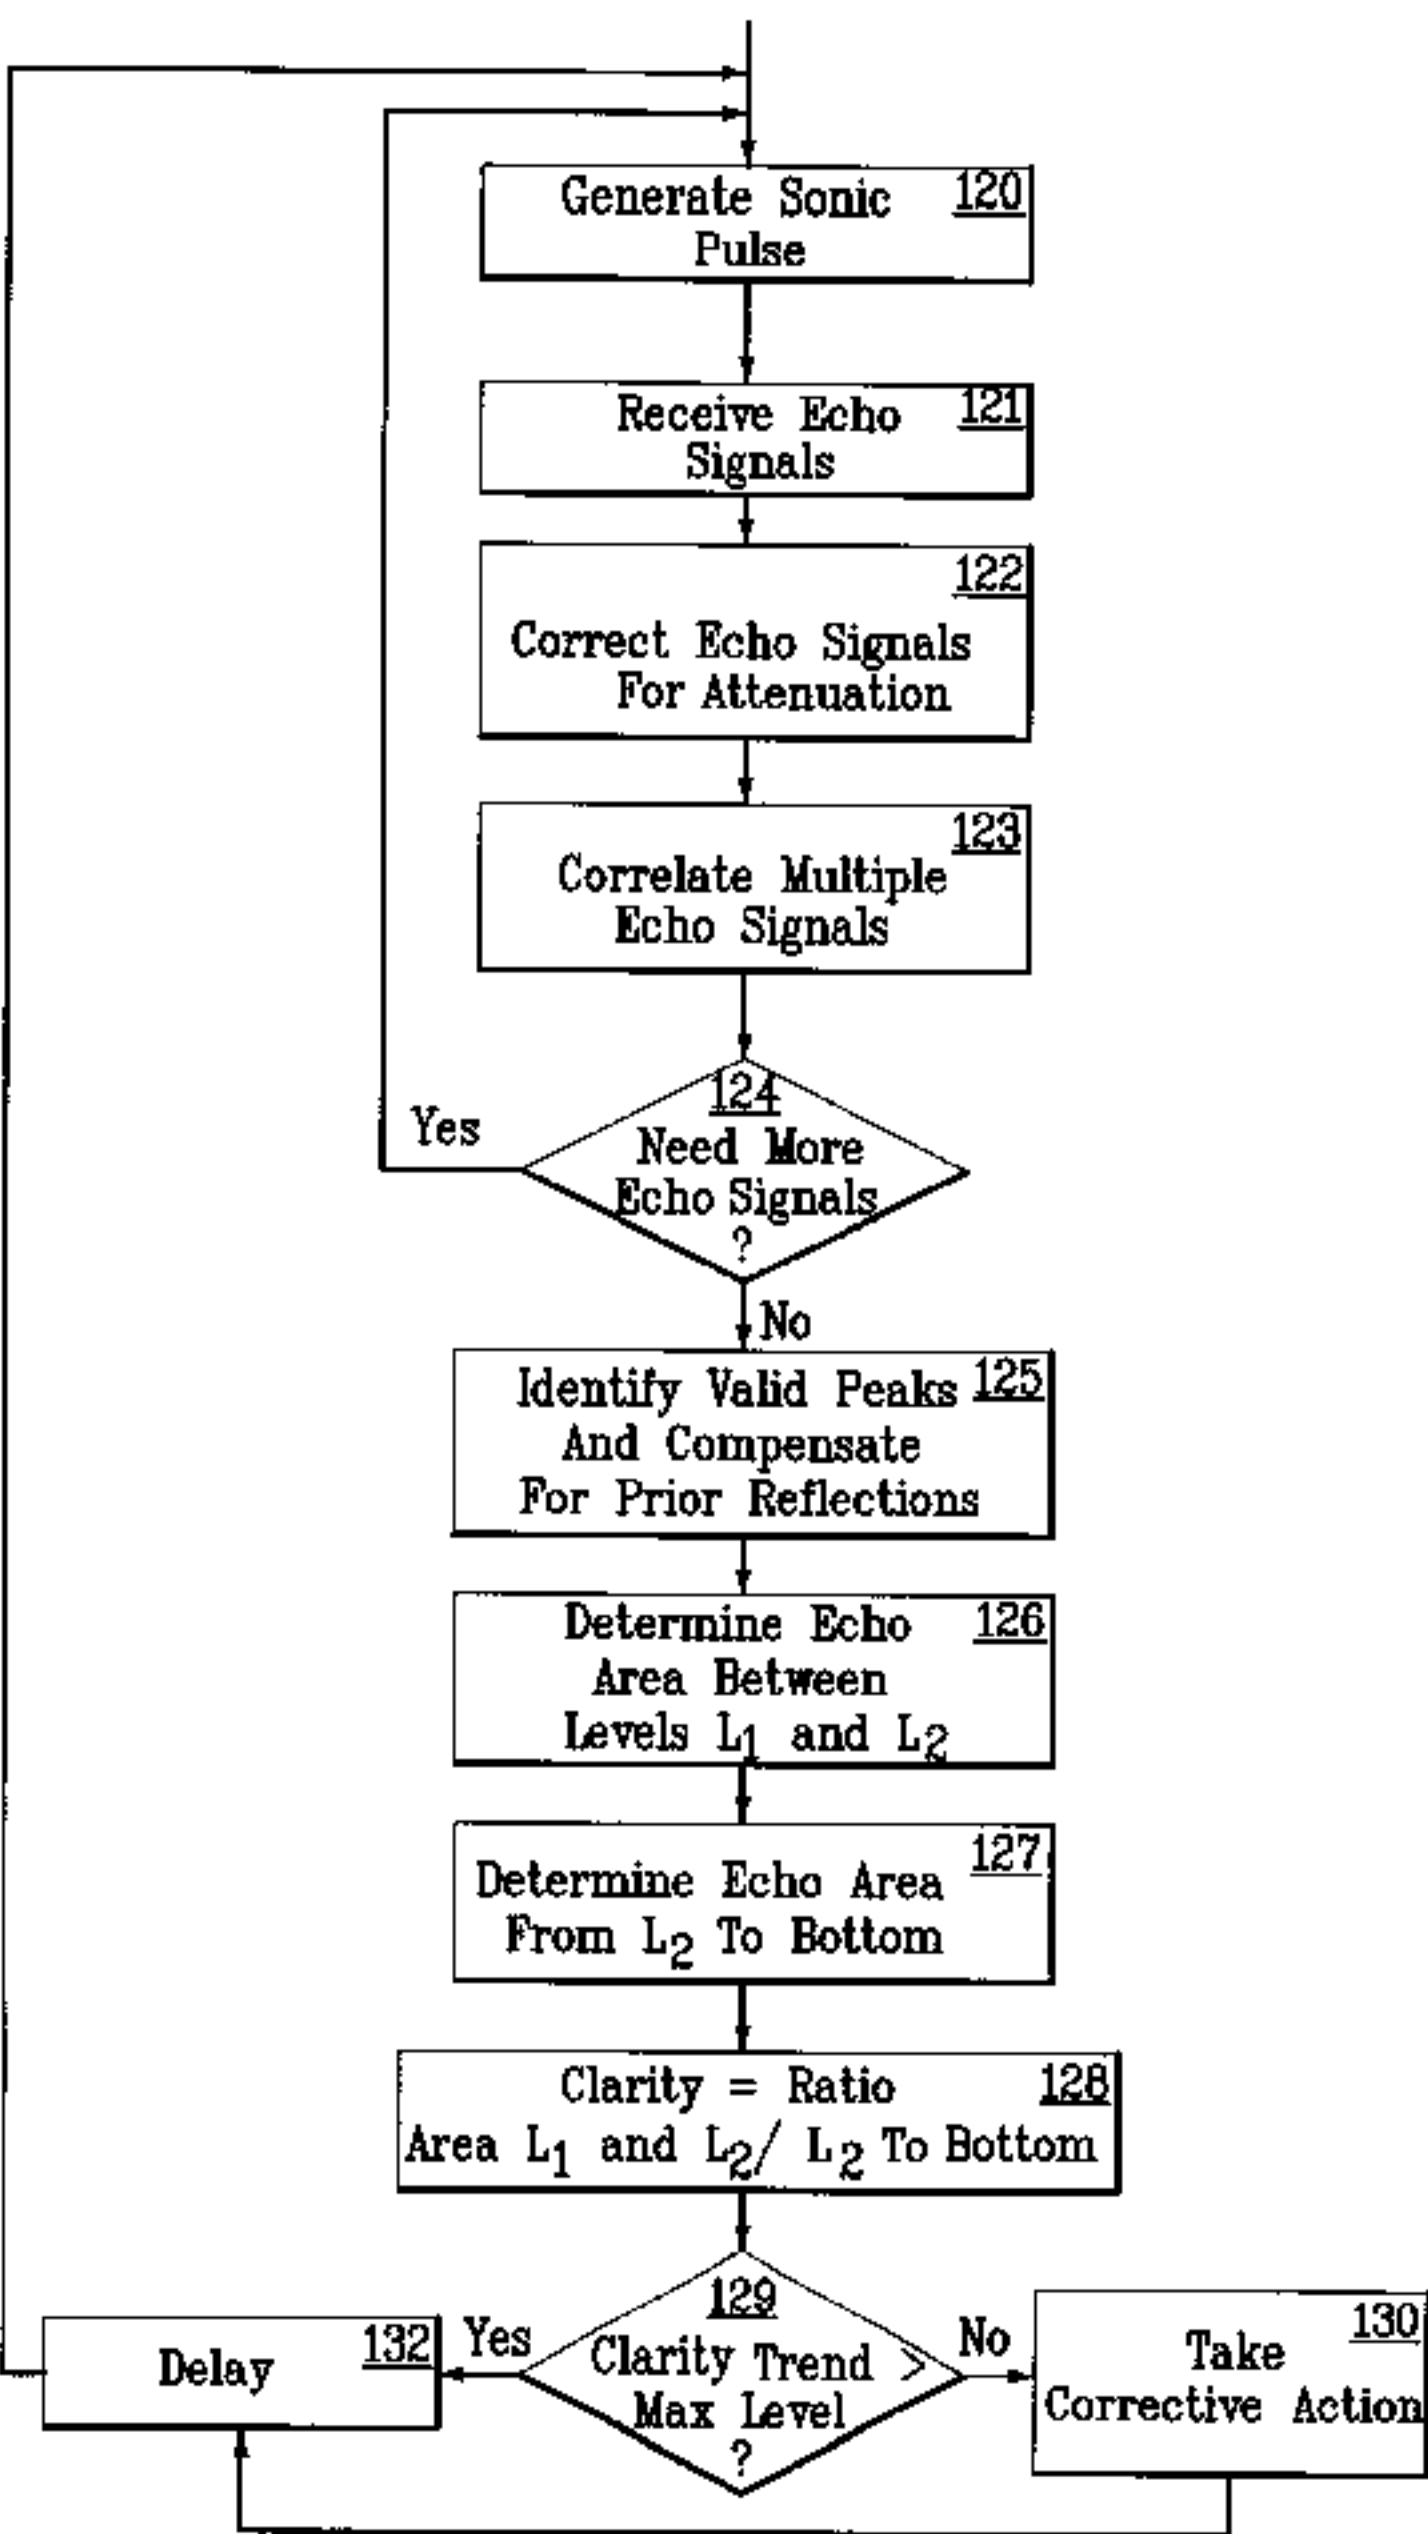 Generate Sonic 120
Pulse
Receive Echo 121
Signals
122
Correct Echo Signals
For Attenuation
123
Correlate Multiple
Echo Signals
124
Need More
Echo Signals
?
Yes
No
Identify Valid Peaks 125
And Compensate
For Prior Reflections
Determine Echo 126
Area Between
Levels L1 and L2
127
Determine Echo Area
From L2 To Bottom
Clarity = Ratio 128
Area L1 and L2/ L2 To Bottom
129
Clarity Trend >
Max Level
?
Yes
No
132
Delay
130
Take
Corrective Action